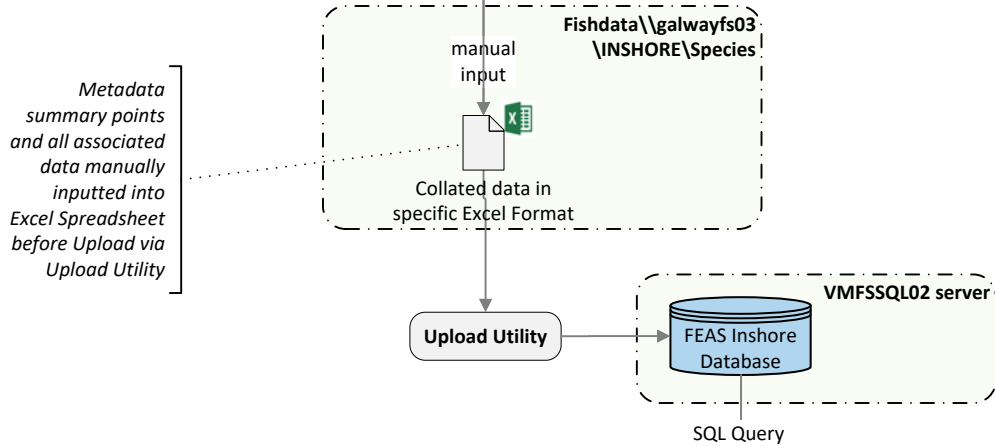 Fishdata\\galwayfs03
\INSHORE\Species
manual
input
Metadata
summary points
and all associated
data manually
inputted into
Excel Spreadsheet
before Upload via
Upload Utility
X
Collated data in
specific Excel Format
VMFSSQL02 server
Upload Utility
FEAS Inshore
Database
SQL Query